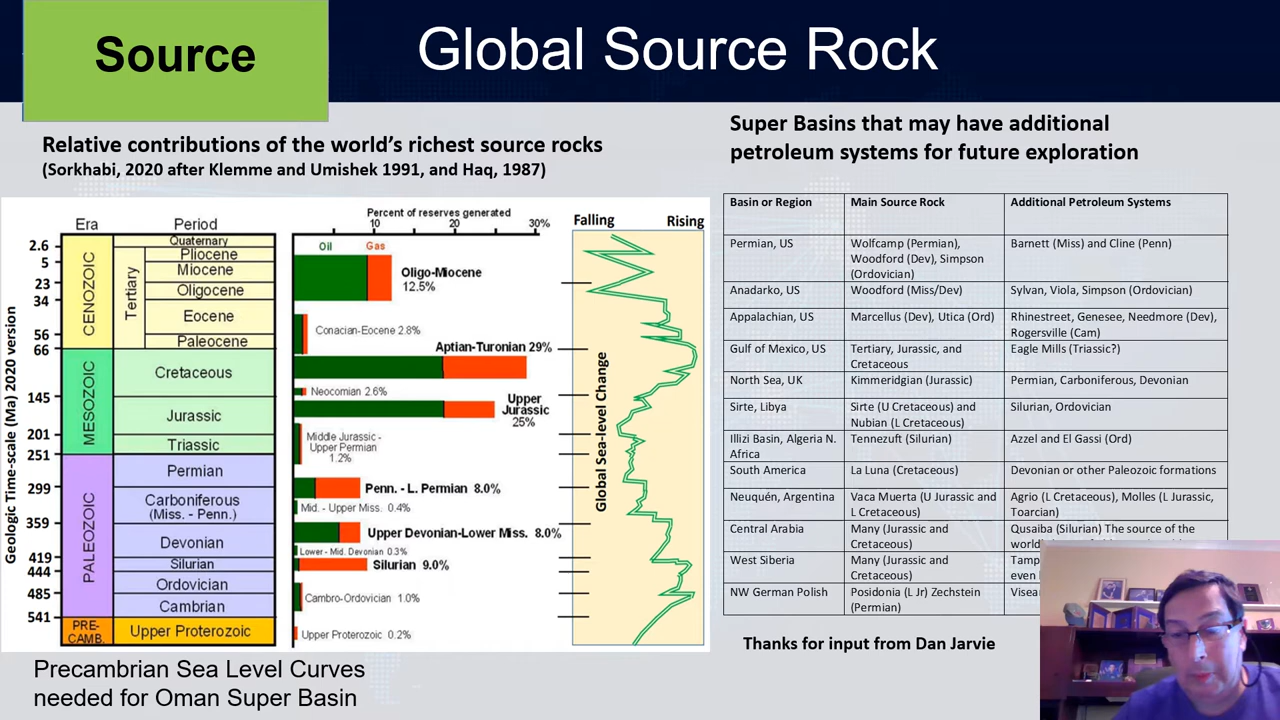 Source
Global Source Rock
Relative contributions of the world's richest source rocks
(Sorkhabi, 2020 after Klemme and Umishek 1991, and Haq, 1987)
Era
Period
Percent of reserves generated
10
20
30%
Oil
Gas
Falling
Rising
Geologic Time-scale (Ma) 2020 version
2.6
5
23
34
56
66
145
201
251
299
359
419
444
485
541
CENOZOIC
MESOZOIC
PALEOZOIC
PRE-
CAMB.
Tertiary
Quaternary
Pliocene
Miocene
Oligocene
Eocene
Paleocene
Cretaceous
Jurassic
Triassic
Permian
Carboniferous
(Miss. - Penn.)
Devonian
Silurian
Ordovician
Cambrian
Upper Proterozoic
Oligo-Miocene
12.5%
Conacian-Eocene 2.8%
Aptian-Turonian 29%
Neocomian 2.6%
Upper
Jurassic
25%
Middle Jurassic -
Upper Permian
1.2%
Penn. - L. Permian 8.0%
Mid. - Upper Miss. 0.4%
Upper Devonian-Lower Miss. 8.0%
Lower - Mid. Devonian 0.3%
Silurian 9.0%
Cambro-Ordovician 1.0%
Upper Proterozoic 0.2%
Global Sea-level Change
Precambrian Sea Level Curves
needed for Oman Super Basin
Super Basins that may have additional
petroleum systems for future exploration
Basin or Region Main Source Rock Additional Petroleum Systems
Permian, US Wolfcamp (Permian), Barnett (Miss) and Cline (Penn)
Woodford (Dev), Simpson
(Ordovician)
Anadarko, US Woodford (Miss/Dev) Sylvan, Viola, Simpson (Ordovician)
Appalachian, US Marcellus (Dev), Utica (Ord) Rhinestreet, Genesee, Needmore (Dev),
Rogersville (Cam)
Gulf of Mexico, US Tertiary, Jurassic, and Eagle Mills (Triassic?)
Cretaceous
North Sea, UK Kimmeridgian (Jurassic) Permian, Carboniferous, Devonian
Sirte, Libya Sirte (U Cretaceous) and Silurian, Ordovician
Nubian (L Cretaceous)
Illizi Basin, Algeria N. Tennezuft (Silurian) Azzel and El Gassi (Ord)
Africa
South America La Luna (Cretaceous) Devonian or other Paleozoic formations
Neuquén, Argentina Vaca Muerta (U Jurassic and Agrio (L Cretaceous), Molles (L Jurassic,
L Cretaceous) Toarcian)
Central Arabia Many (Jurassic and Qusaiba (Silurian) The source of the
Cretaceous)
West Siberia Many (Jurassic and
Cretaceous) even
NW German Polish Posidonia (L Jr) Zechstein
(Permian)
Thanks for input from Dan Jarvie